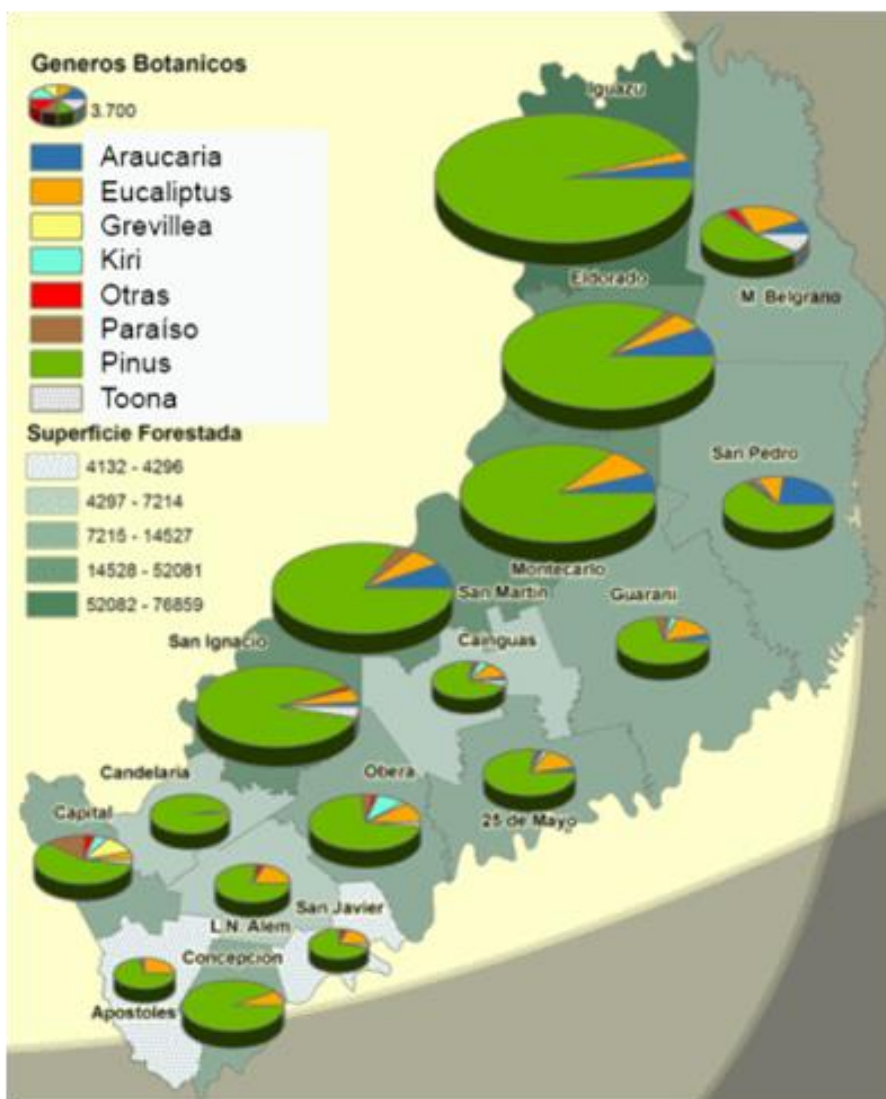 Generos Botanicos
3.700
Araucaria
Eucaliptus
Grevillea
Kiri
Otras
Paraíso
Pinus
Toona
Superficie Forestada
4132 - 4296
4297 - 7214
7215 - 14527
14528 - 52081
52082 - 76859
Iguazu
Eldorado
M. Belgrano
San Pedro
Montecarlo
San Martin
Guarani
San Ignacio
Cainguas
Candelaria
Obera
Capital
25 de Mayo
San Javier
L.N. Alem
Concepción
Apostoles